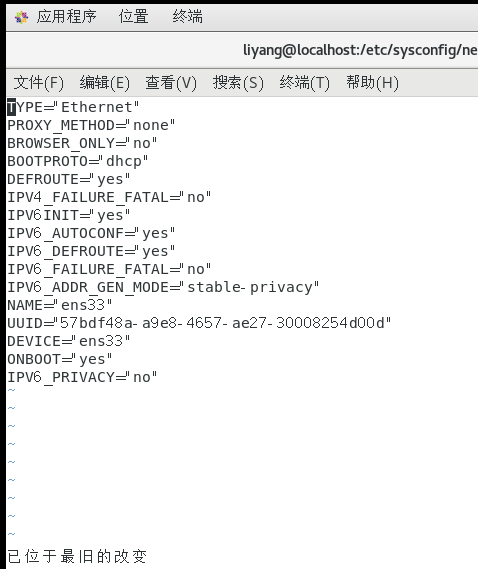 应用程序 位置 终端
liyang@localhost:/etc/sysconfig/ne
文件(F) 编辑(E) 查看(V) 搜索(S) 终端(T) 帮助(H)
TYPE="Ethernet"
PROXY_METHOD="none"
BROWSER_ONLY="no"
BOOTPROTO="dhcp"
DEFROUTE="yes"
IPV4_FAILURE_FATAL="no"
IPV6INIT="yes"
IPV6_AUTOCONF="yes"
IPV6_DEFROUTE="yes"
IPV6_FAILURE_FATAL="no"
IPV6_ADDR_GEN_MODE="stable-privacy"
NAME="ens33"
UUID="57bdf48a-a9e8-4657-ae27-30008254d00d"
DEVICE="ens33"
ONBOOT="yes"
IPV6_PRIVACY="no"
~
~
~
~
~
~
~
~
~
已位于最旧的改变